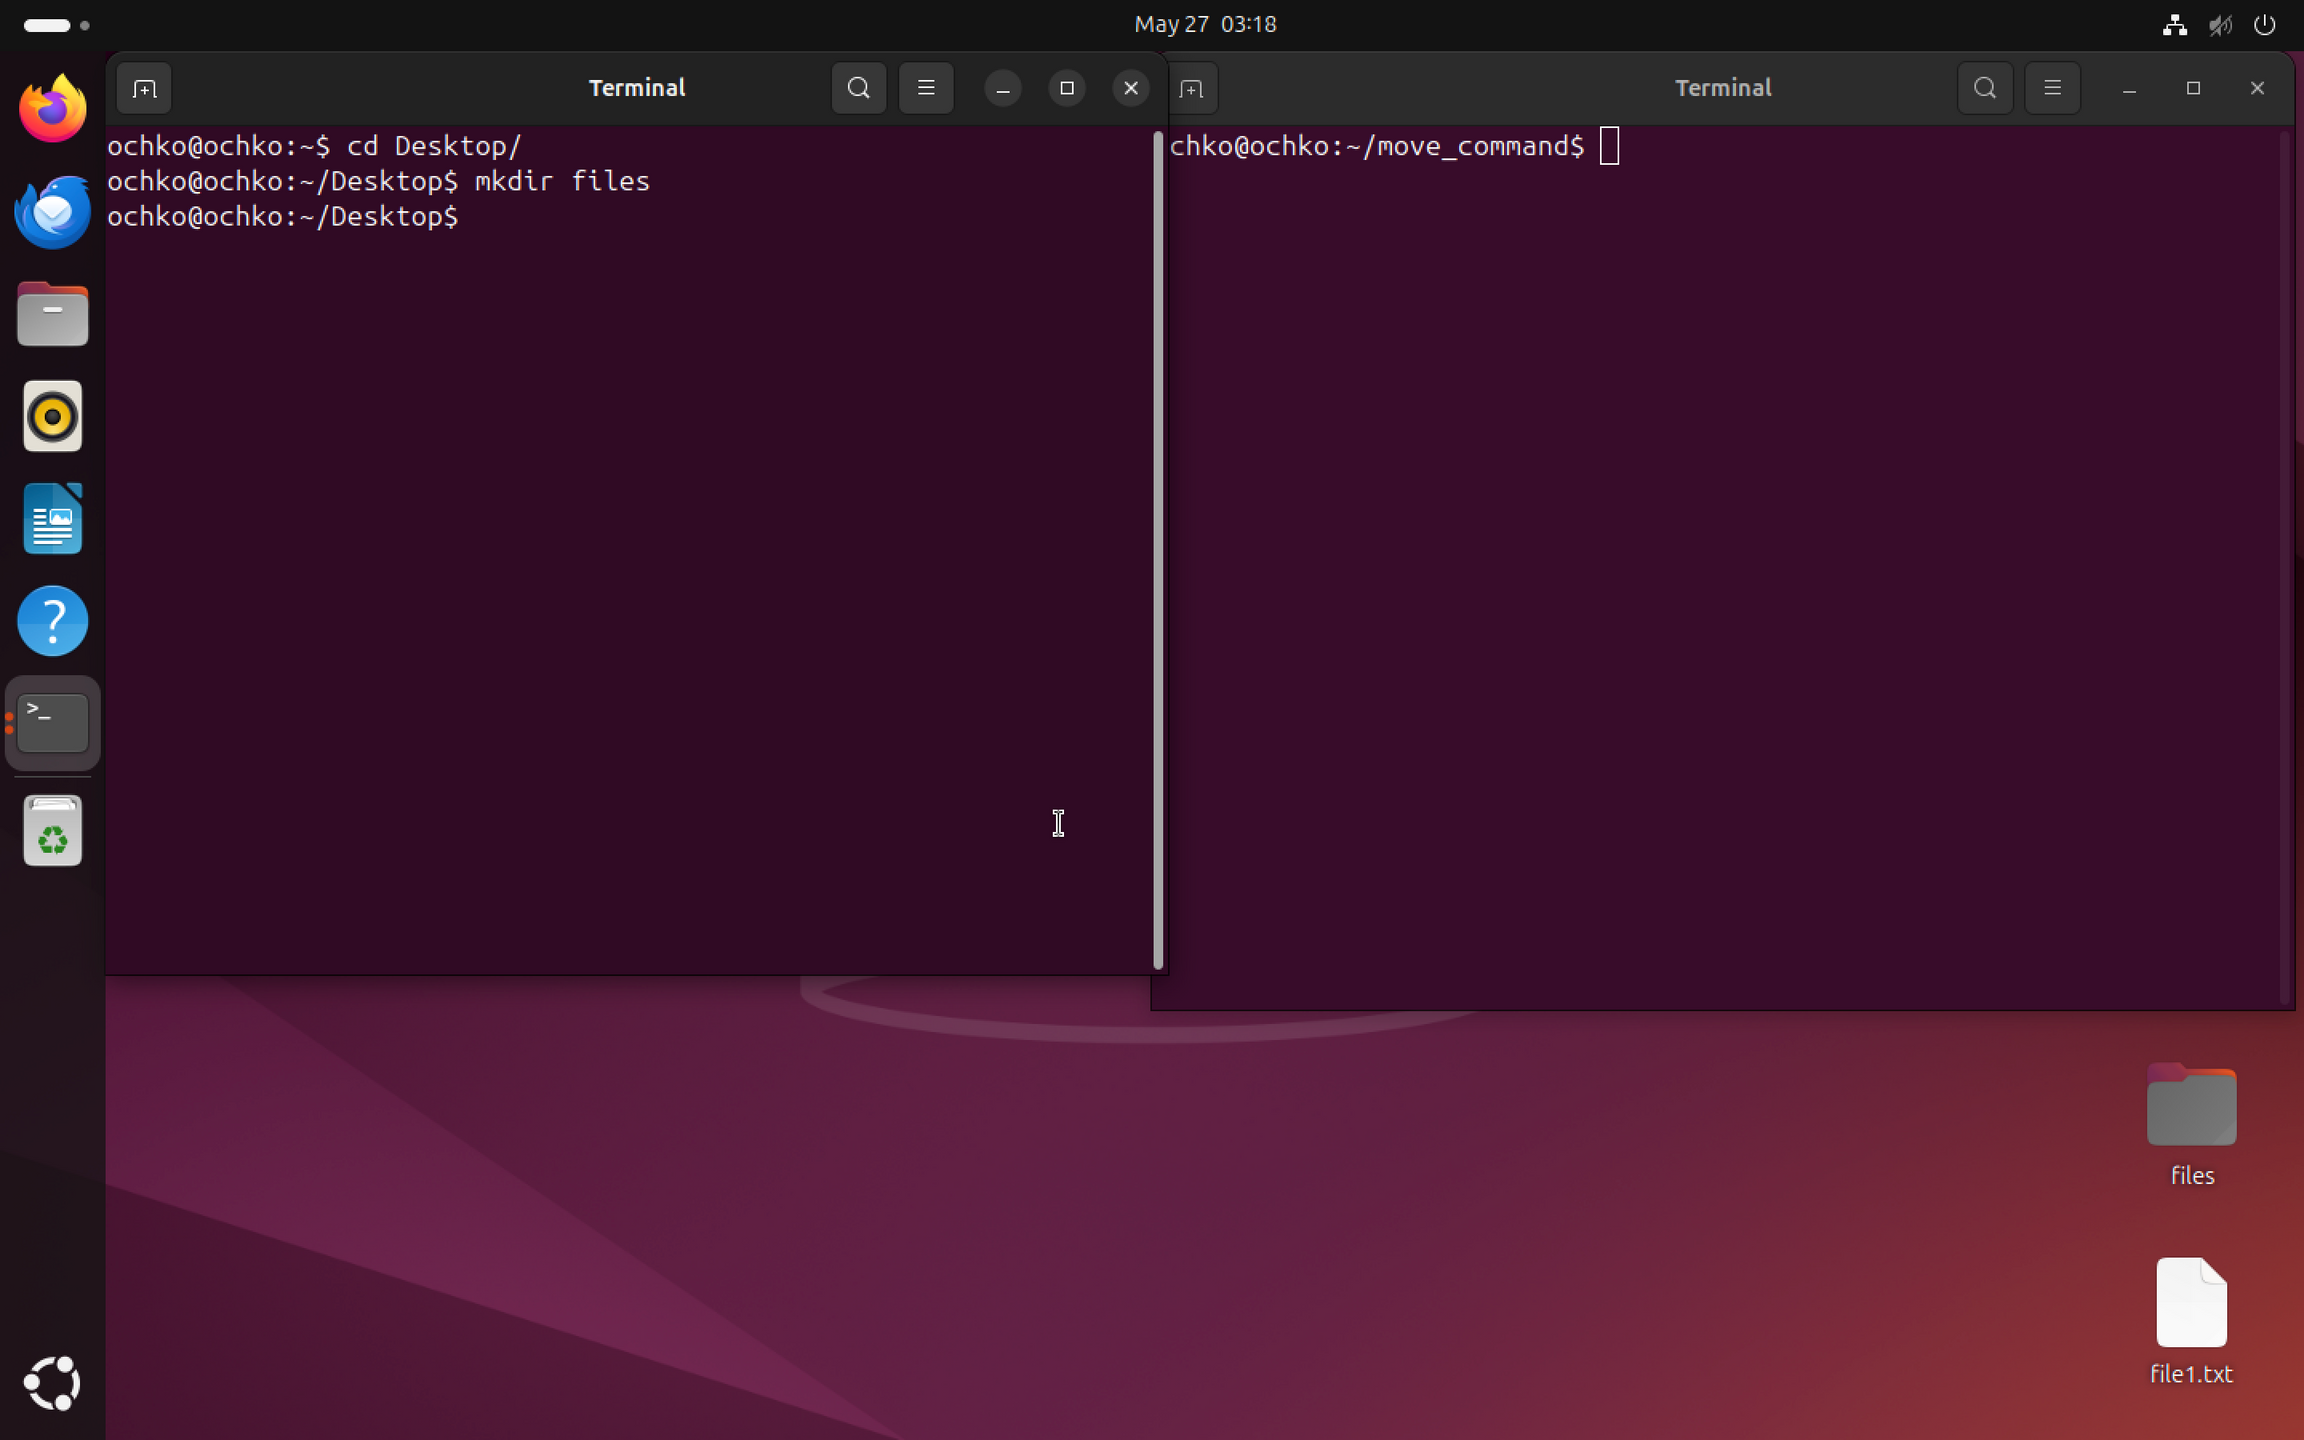 May 27 03:18
Terminal
ochko@ochko:~$ cd Desktop/
ochko@ochko:~/Desktop$ mkdir files
ochko@ochko:~/Desktop$
Terminal
chko@ochko:~/move_command$
files
file1.txt